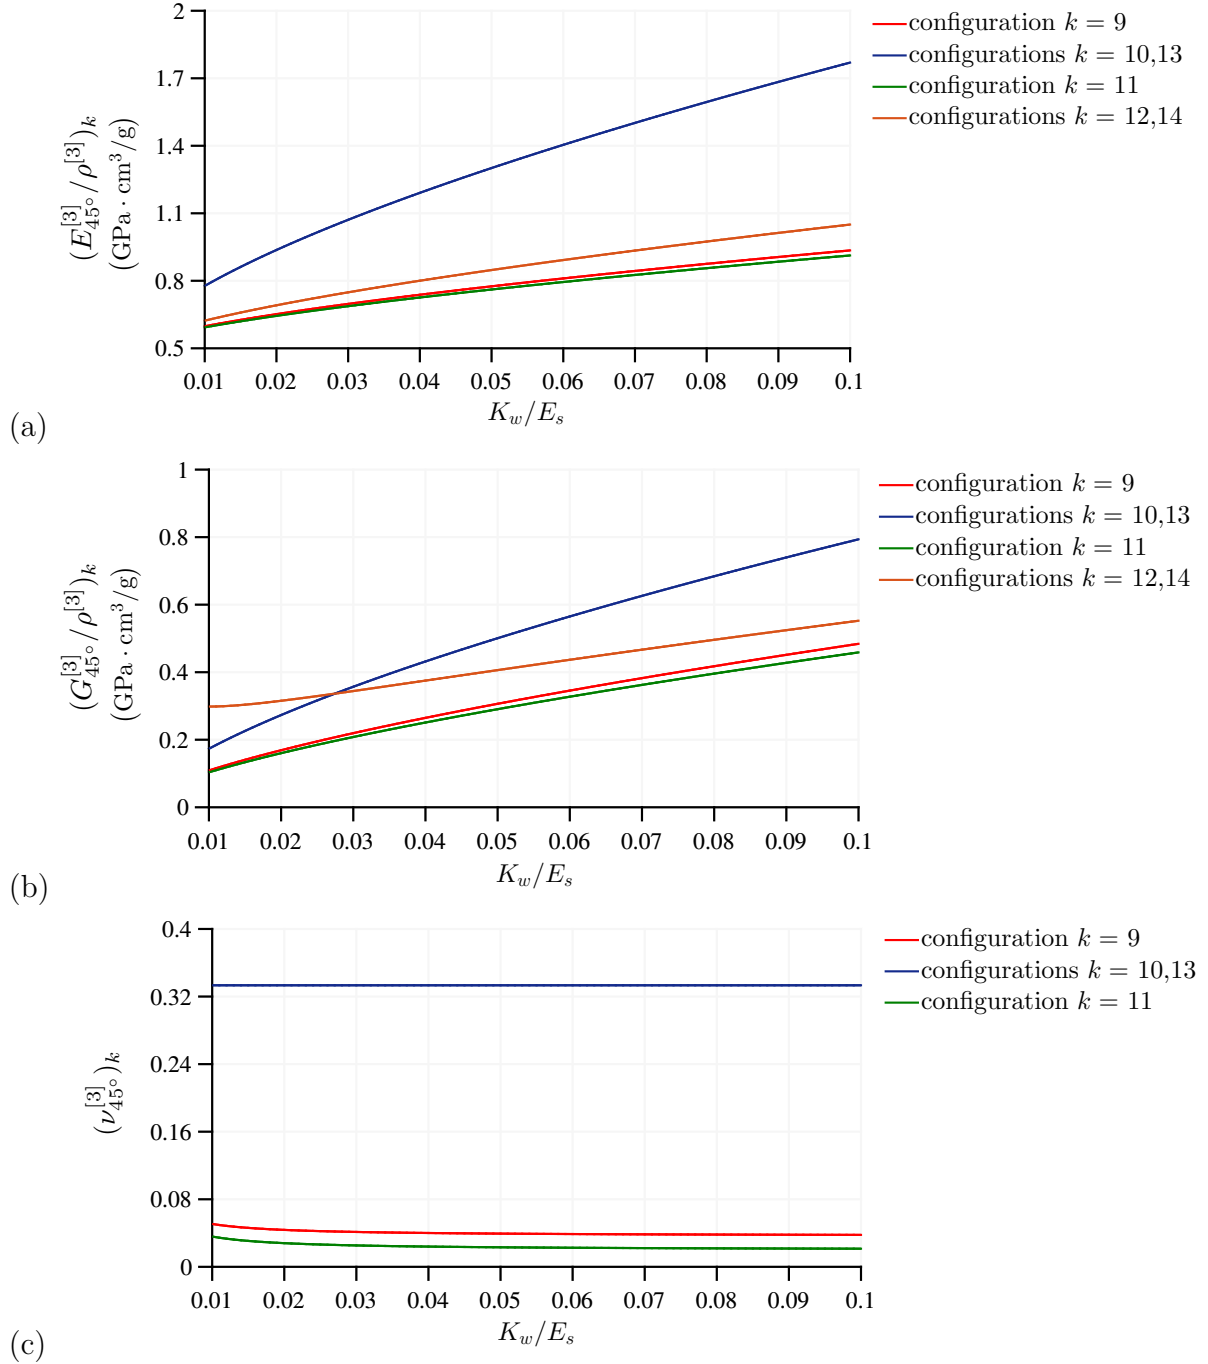 2
1.7
1.4
1.1
0.8
0.5
(E_{45°}^{[3]}/ρ^{[3]})_k
(GPa · cm³/g)
configuration k = 9
configurations k = 10,13
configuration k = 11
configurations k = 12,14
0.01 0.02 0.03 0.04 0.05 0.06 0.07 0.08 0.09 0.1
K_w/E_s
(a)
1
0.8
0.6
0.4
0.2
0
(G_{45°}^{[3]}/ρ^{[3]})_k
(GPa · cm³/g)
configuration k = 9
configurations k = 10,13
configuration k = 11
configurations k = 12,14
0.01 0.02 0.03 0.04 0.05 0.06 0.07 0.08 0.09 0.1
K_w/E_s
(b)
0.4
0.32
0.24
0.16
0.08
0
(ν_{45°}^{[3]})_k
configuration k = 9
configurations k = 10,13
configuration k = 11
0.01 0.02 0.03 0.04 0.05 0.06 0.07 0.08 0.09 0.1
K_w/E_s
(c)